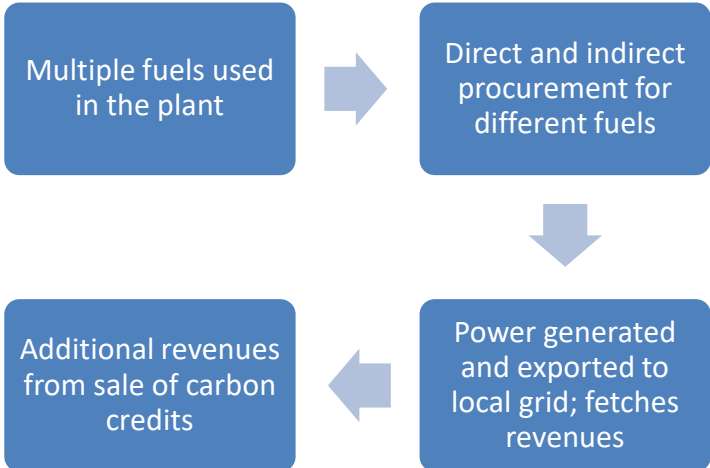 Multiple fuels used
in the plant
Direct and indirect
procurement for
different fuels
Power generated
and exported to
local grid; fetches
revenues
Additional revenues
from sale of carbon
credits